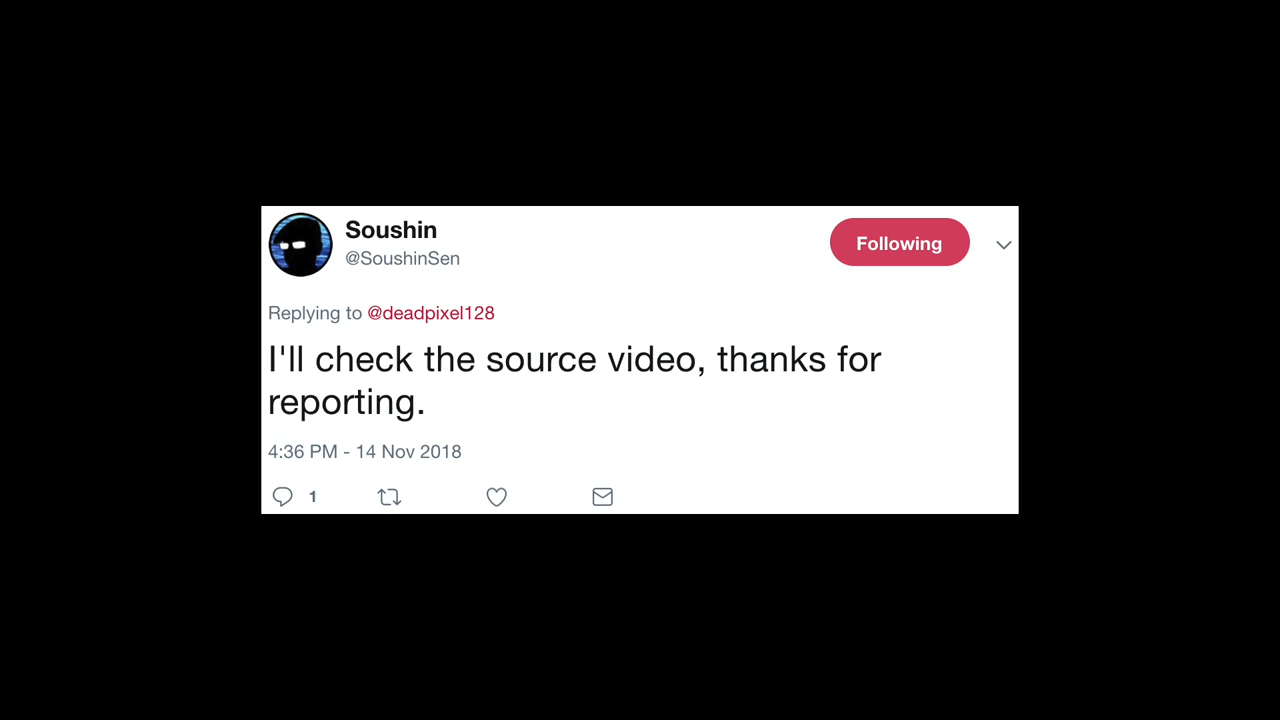 Soushin
Following
@SoushinSen
Replying to @deadpixel128
I'll check the source video, thanks for
reporting.
4:36 PM - 14 Nov 2018
1